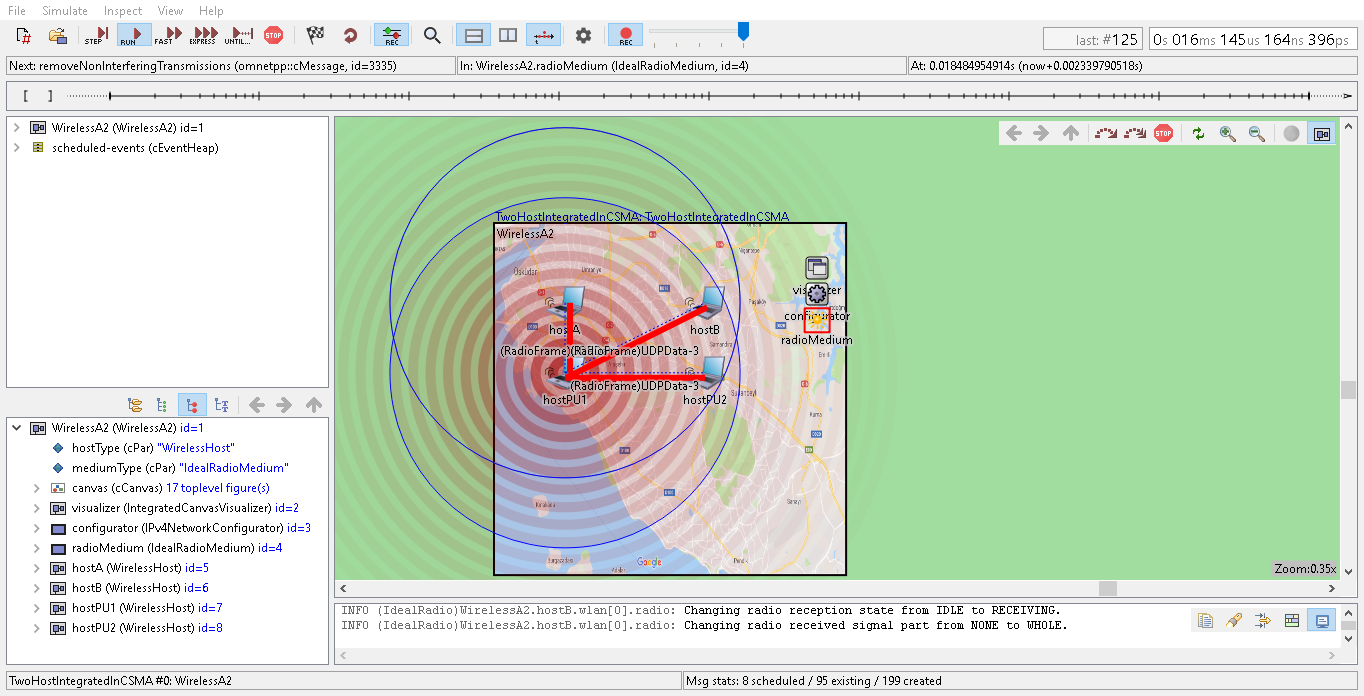 File Simulate Inspect View Help
STEP RUN FAST EXPRESS UNTIL... STOP REC REC
last: #125 0s 016ms 145us 164ns 396ps
Next: removeNonInterferingTransmissions (omnetpp::cMessage, id=3335) In: WirelessA2.radioMedium (IdealRadioMedium, id=4) At: 0.018484954914s (now+0.002339790518s)
[ ]
WirelessA2 (WirelessA2) id=1
scheduled-events (cEventHeap)
WirelessA2 (WirelessA2) id=1
hostType (cPar) "WirelessHost"
mediumType (cPar) "IdealRadioMedium"
canvas (cCanvas) 17 toplevel figure(s)
visualizer (IntegratedCanvasVisualizer) id=2
configurator (IPv4NetworkConfigurator) id=3
radioMedium (IdealRadioMedium) id=4
hostA (WirelessHost) id=5
hostB (WirelessHost) id=6
hostPU1 (WirelessHost) id=7
hostPU2 (WirelessHost) id=8
STOP
TwoHostIntegratedInCSMA: TwoHostIntegratedInCSMA
WirelessA2
Üsküdar
Ümraniye
Paşaköy
visualizer
configurator
radioMedium
hostA
hostB
Samandıra
(RadioFrame)(RadioFrame)UDPData-3
(RadioFrame)UDPData-3
hostPU1
hostPU2
Sultanbeyli
Kurna
Pendik
Adalar
Google
Zoom:0.35x
INFO (IdealRadio)WirelessA2.hostB.wlan[0].radio: Changing radio reception state from IDLE to RECEIVING.
INFO (IdealRadio)WirelessA2.hostB.wlan[0].radio: Changing radio received signal part from NONE to WHOLE.
TwoHostIntegratedInCSMA #0: WirelessA2 Msg stats: 8 scheduled / 95 existing / 199 created